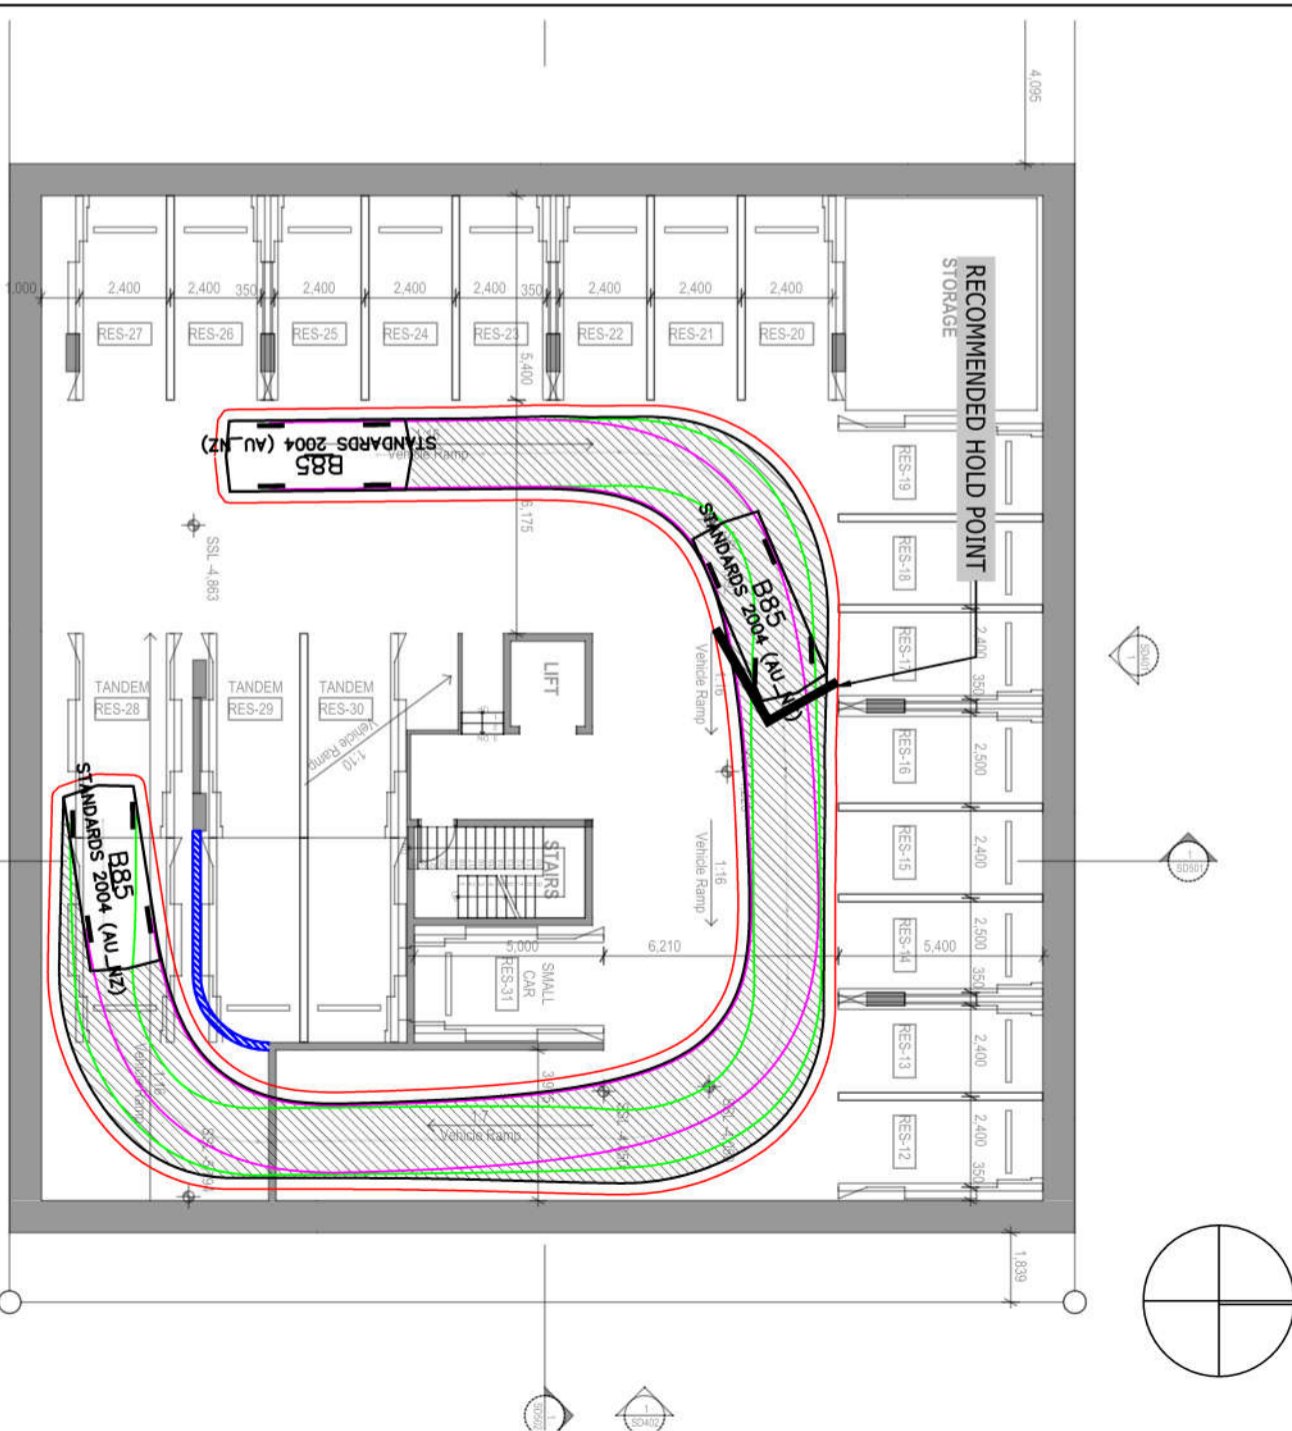 4,095
RECOMMENDED HOLD POINT
STORAGE
1,000
2,400
2,400
350
2,400
2,400
2,400
350
2,400
2,400
2,400
RES-27
RES-26
RES-25
RES-24
RES-23
RES-22
RES-21
RES-20
5,400
RES-19
RES-18
RES-17
RES-16
RES-15
RES-14
RES-13
RES-12
2,400
350
2,500
2,400
2,500
350
2,400
2,400
350
B85
STANDARDS 2004 (AU_NZ)
Vehicle Ramp
6,175
SSL -4,863
B85
STANDARDS 2004 (AU_NZ)
1:16
Vehicle Ramp
SD401
1
LIFT
TANDEM
RES-28
TANDEM
RES-29
TANDEM
RES-30
1:10
Vehicle Ramp
B85
STANDARDS 2004 (AU_NZ)
STAIRS
1:16
Vehicle Ramp
1
SD501
5,000
6,210
5,400
SMALL
CAR
RES-31
1:16
Vehicle Ramp
1:7
Vehicle Ramp
1,839
1
SD502
1
SD402